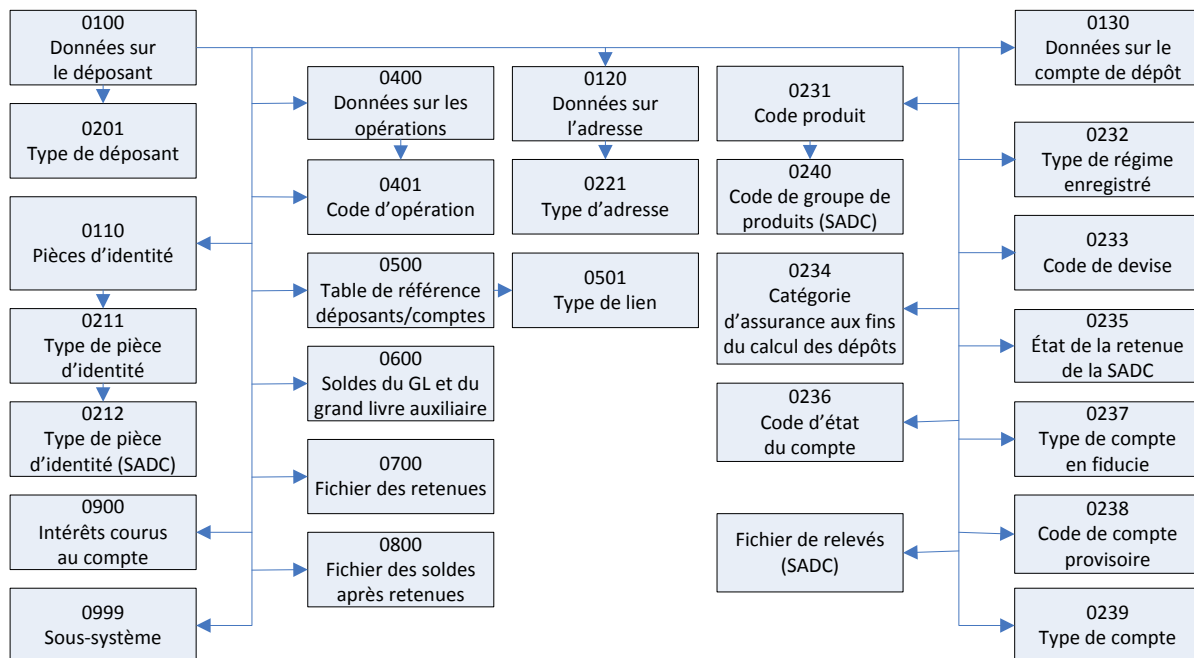 0100
Données sur
le déposant
0201
Type de déposant
0110
Pièces d'identité
0211
Type de pièce
d'identité
0212
Type de pièce
d'identité (SADC)
0900
Intérêts courus
au compte
0999
Sous-système
0400
Données sur les
opérations
0401
Code d'opération
0500
Table de référence
déposants/comptes
0600
Soldes du GL et du
grand livre auxiliaire
0700
Fichier des retenues
0800
Fichier des soldes
après retenues
0120
Données sur
l'adresse
0221
Type d'adresse
0501
Type de lien
0231
Code produit
0240
Code de groupe de
produits (SADC)
0234
Catégorie
d'assurance aux fins
du calcul des dépôts
0236
Code d'état
du compte
Fichier de relevés
(SADC)
0130
Données sur le
compte de dépôt
0232
Type de régime
enregistré
0233
Code de devise
0235
État de la retenue
de la SADC
0237
Type de compte
en fiducie
0238
Code de compte
provisoire
0239
Type de compte